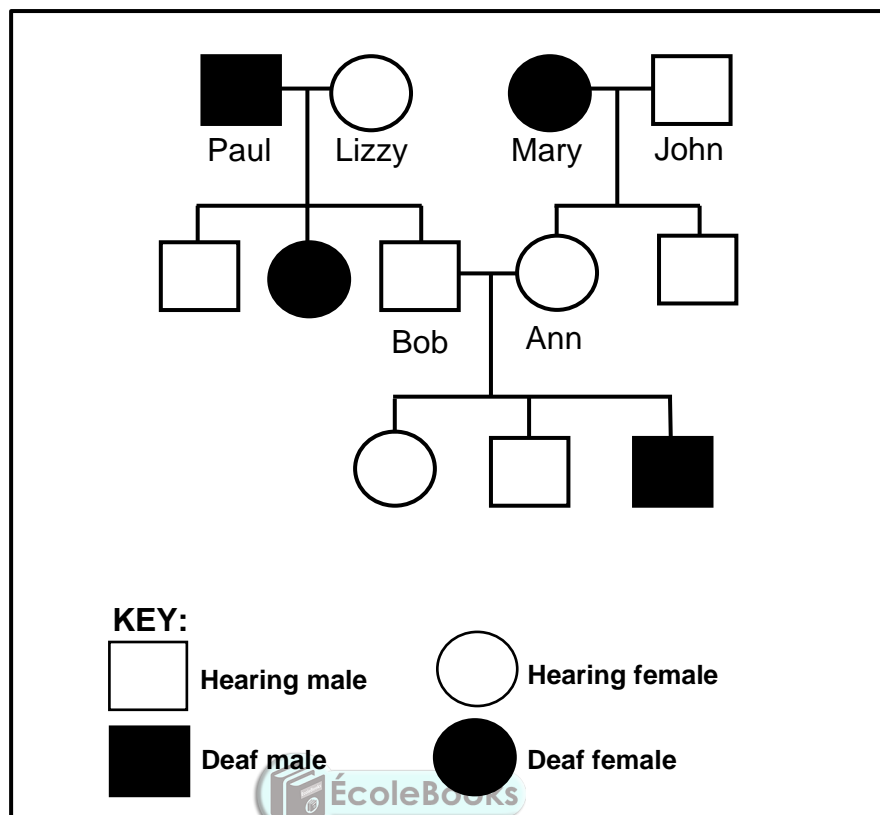 Paul Lizzy Mary John
Bob Ann
KEY:
Hearing male Hearing female
Deaf male Deaf female
ÉcoleBooks